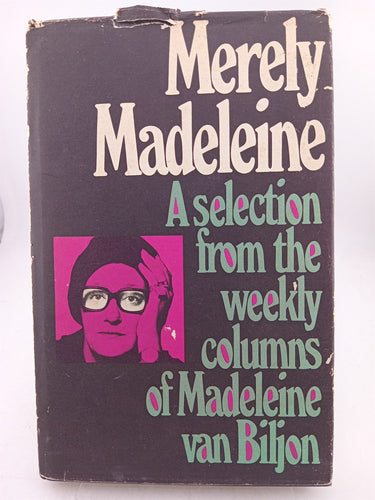 Merely
Madeleine
A selection
from the
weekly
columns
of Madeleine
van Biljon